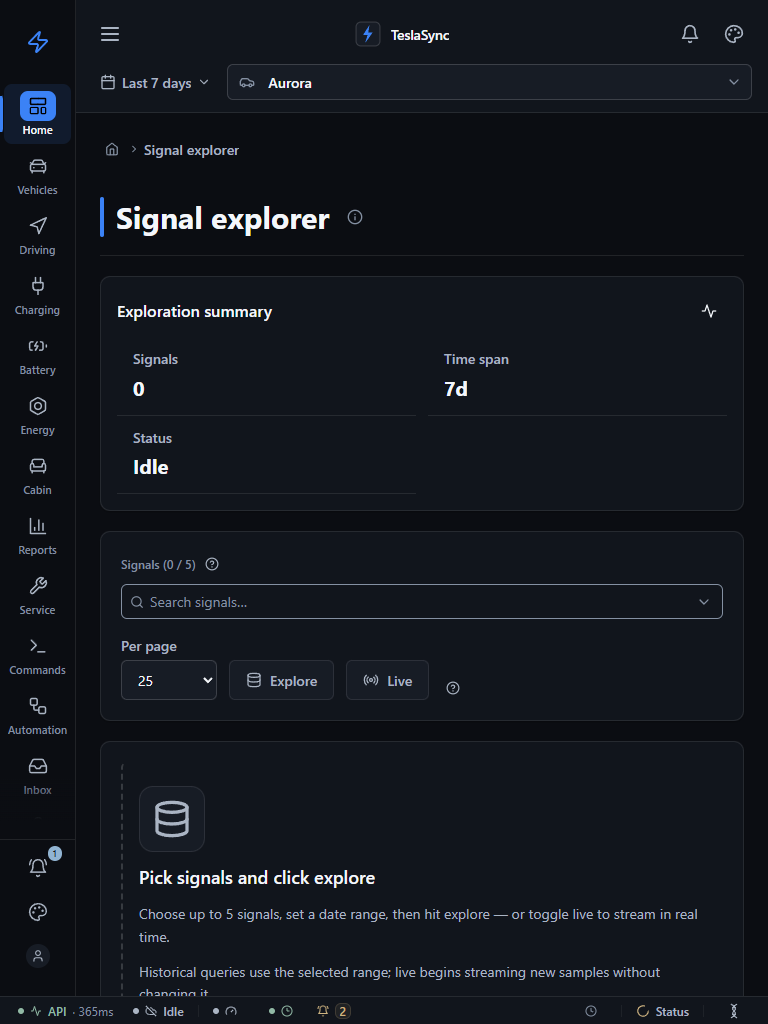 TeslaSync
Last 7 days
Aurora
Home
Vehicles
Driving
Charging
Battery
Energy
Cabin
Reports
Service
Commands
Automation
Inbox
1
Signal explorer
Signal explorer
Exploration summary
Signals
0
Time span
7d
Status
Idle
Signals (0 / 5)
Search signals...
Per page
25
Explore
Live
Pick signals and click explore
Choose up to 5 signals, set a date range, then hit explore — or toggle live to stream in real
time.
Historical queries use the selected range; live begins streaming new samples without
changing it.
API · 365ms
Idle
2
Status